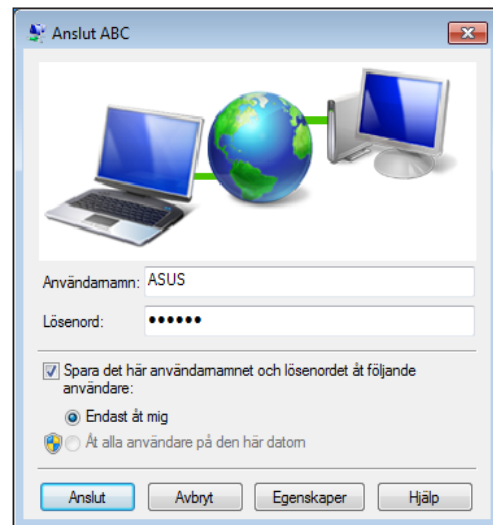 Anslut ABC
Användarnamn: ASUS
Lösenord: ••••••
Spara det här användarnamnet och lösenordet åt följande
användare:
Endast åt mig
Åt alla användare på den här datorn
Anslut Avbryt Egenskaper Hjälp